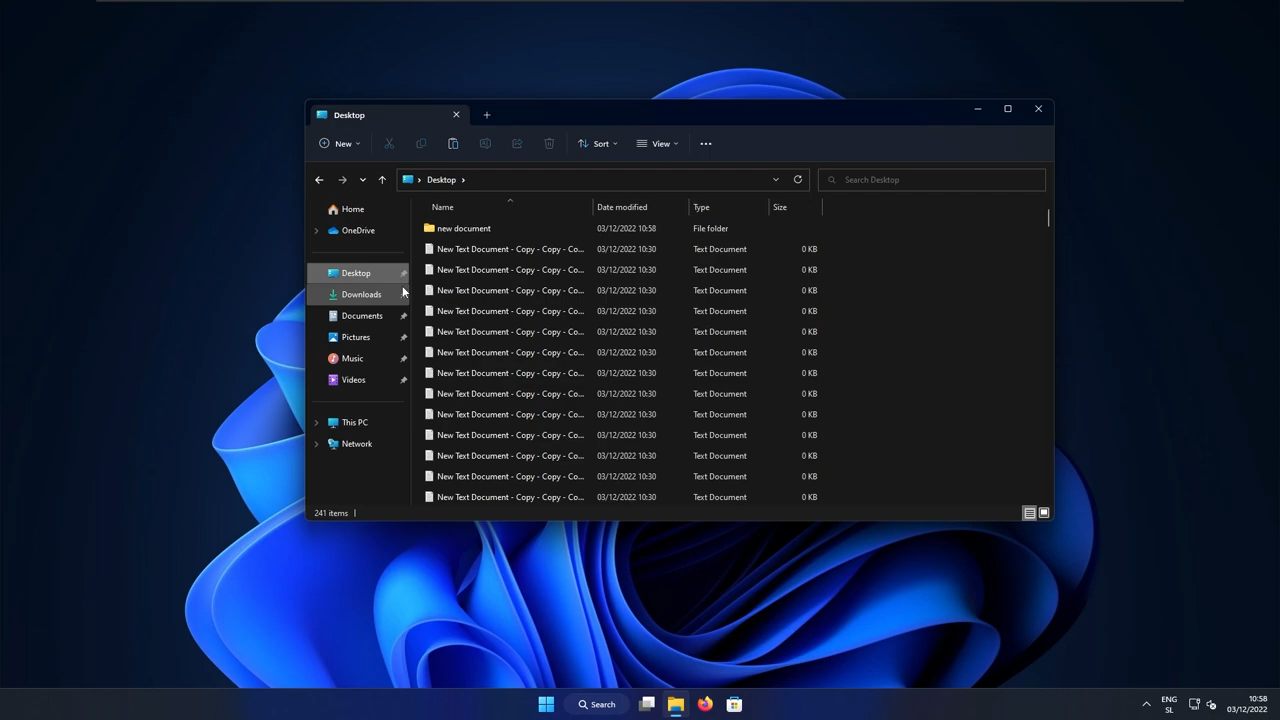 Desktop
New
Sort
View
Desktop
Search Desktop
Home
OneDrive
Desktop
Downloads
Documents
Pictures
Music
Videos
This PC
Network
Name Date modified Type Size
new document 03/12/2022 10:58 File folder
New Text Document - Copy - Copy - Co... 03/12/2022 10:30 Text Document 0 KB
New Text Document - Copy - Copy - Co... 03/12/2022 10:30 Text Document 0 KB
New Text Document - Copy - Copy - Co... 03/12/2022 10:30 Text Document 0 KB
New Text Document - Copy - Copy - Co... 03/12/2022 10:30 Text Document 0 KB
New Text Document - Copy - Copy - Co... 03/12/2022 10:30 Text Document 0 KB
New Text Document - Copy - Copy - Co... 03/12/2022 10:30 Text Document 0 KB
New Text Document - Copy - Copy - Co... 03/12/2022 10:30 Text Document 0 KB
New Text Document - Copy - Copy - Co... 03/12/2022 10:30 Text Document 0 KB
New Text Document - Copy - Copy - Co... 03/12/2022 10:30 Text Document 0 KB
New Text Document - Copy - Copy - Co... 03/12/2022 10:30 Text Document 0 KB
New Text Document - Copy - Copy - Co... 03/12/2022 10:30 Text Document 0 KB
New Text Document - Copy - Copy - Co... 03/12/2022 10:30 Text Document 0 KB
New Text Document - Copy - Copy - Co... 03/12/2022 10:30 Text Document 0 KB
241 items
Search
ENG
SL
10:58
03/12/2022